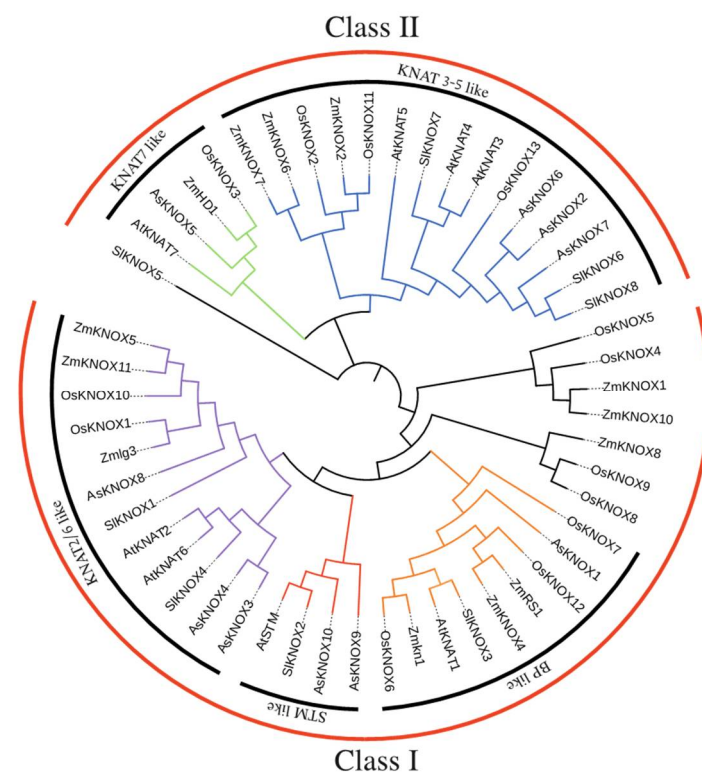 Class II
KNAT 3-5 like
KNAT7 like
SlKNOX5
AtKNAT7
AsKNOX5
ZmHD1
OsKNOX3
ZmKNOX7
ZmKNOX6
OsKNOX2
ZmKNOX2
OsKNOX11
AtKNAT5
SlKNOX7
AtKNAT4
AtKNAT3
OsKNOX13
AsKNOX6
AsKNOX2
AsKNOX7
SlKNOX6
SlKNOX8
OsKNOX5
OsKNOX4
ZmKNOX1
ZmKNOX10
ZmKNOX8
OsKNOX9
OsKNOX8
OsKNOX7
AsKNOX1
OsKNOX12
ZmRS1
ZmKNOX4
SlKNOX3
AtKNAT1
Zmkn1
OsKNOX6
BP like
AsKNOX9
AsKNOX10
SlKNOX2
AtSTM
STM like
AsKNOX3
AsKNOX4
SlKNOX4
AtKNAT6
AtKNAT2
SlKNOX1
AsKNOX8
Zmlg3
OsKNOX1
OsKNOX10
ZmKNOX11
ZmKNOX5
KNAT2/6 like
Class I